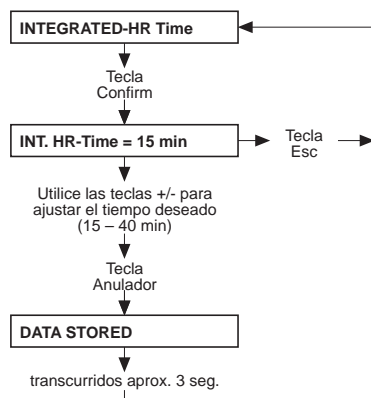 INTEGRATED-HR Time
Tecla
Confirm
INT. HR-Time = 15 min
Tecla
Esc
Utilice las teclas +/- para
ajustar el tiempo deseado
(15 – 40 min)
Tecla
Anulador
DATA STORED
transcurridos aprox. 3 seg.